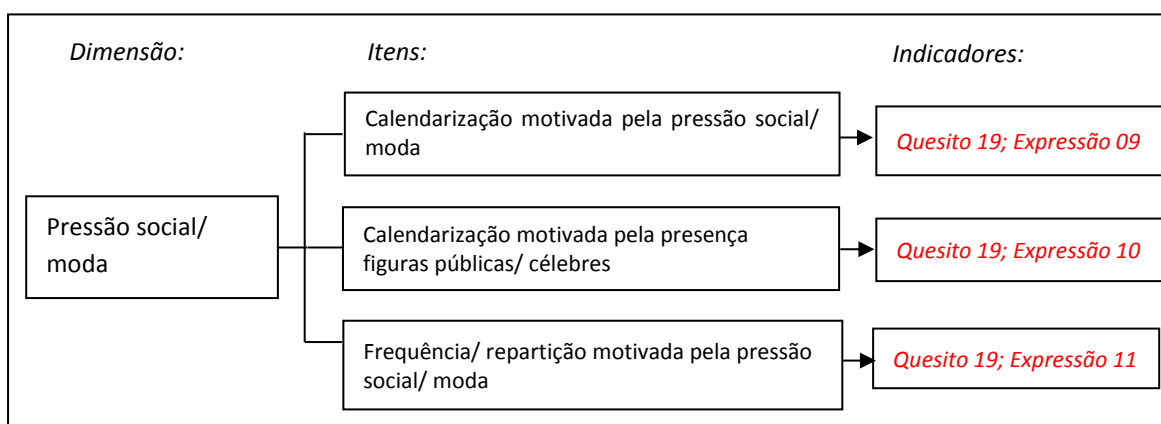 Dimensão:
Itens:
Indicadores:
Pressão social/
moda
Calendarização motivada pela pressão social/
moda
Quesito 19; Expressão 09
Calendarização motivada pela presença
figuras públicas/ célebres
Quesito 19; Expressão 10
Frequência/ repartição motivada pela pressão
social/ moda
Quesito 19; Expressão 11